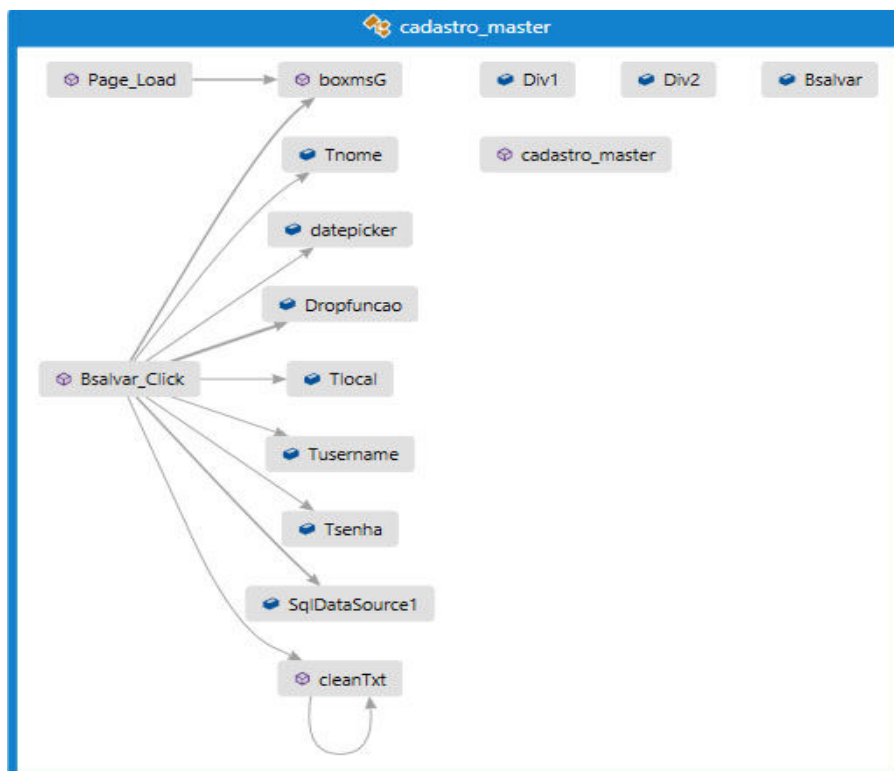 cadastro_master
Page_Load
boxmsG
Div1
Div2
Bsalvar
Tnome
cadastro_master
datepicker
Dropfuncao
Bsalvar_Click
Tlocal
Tusername
Tsenha
SqlDataSource1
cleanTxt